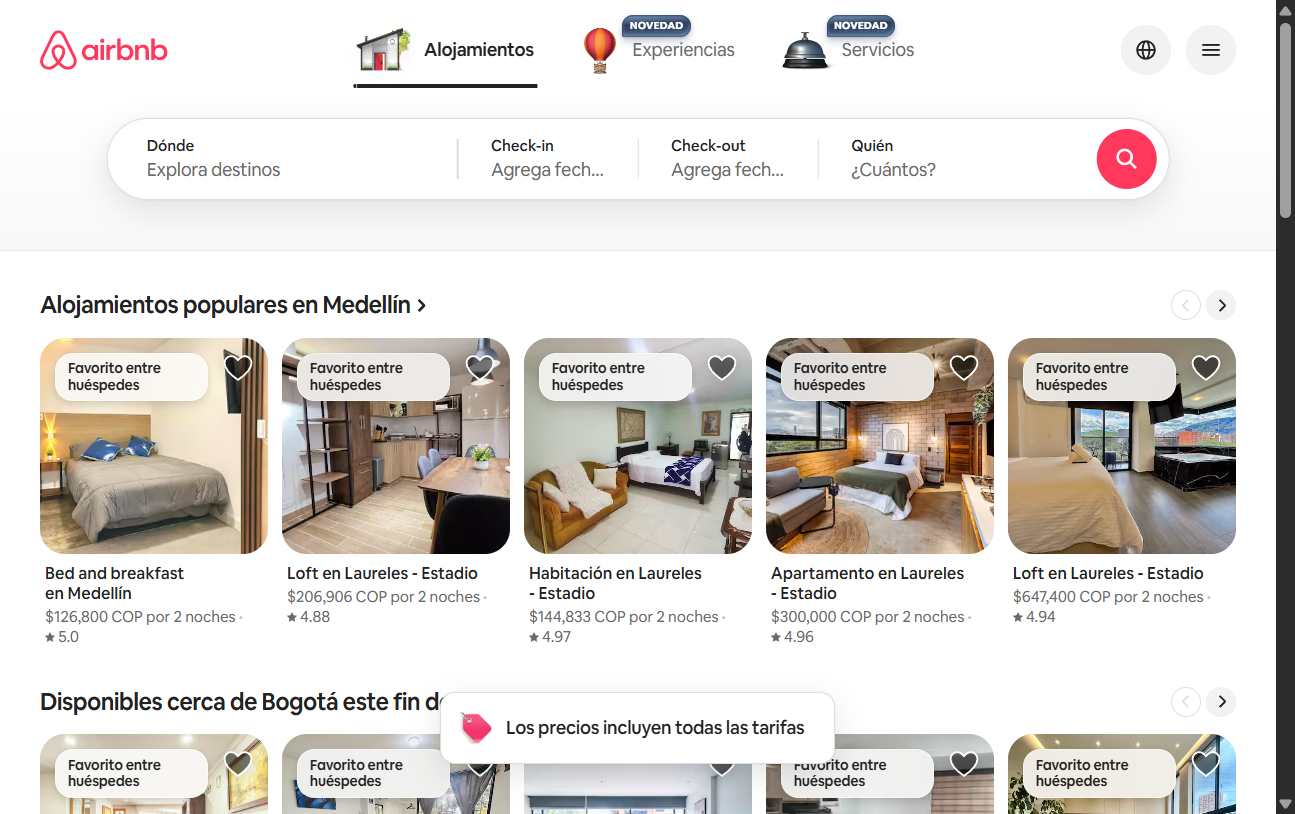 airbnb
Alojamientos
NOVEDAD
Experiencias
NOVEDAD
Servicios
Dónde
Explora destinos
Check-in
Agrega fech...
Check-out
Agrega fech...
Quién
¿Cuántos?
Alojamientos populares en Medellín
Favorito entre
huéspedes
Favorito entre
huéspedes
Favorito entre
huéspedes
Favorito entre
huéspedes
Favorito entre
huéspedes
Bed and breakfast
en Medellín
$126,800 COP por 2 noches ·
★ 5.0
Loft en Laureles - Estadio
$206,906 COP por 2 noches ·
★ 4.88
Habitación en Laureles
- Estadio
$144,833 COP por 2 noches ·
★ 4.97
Apartamento en Laureles
- Estadio
$300,000 COP por 2 noches ·
★ 4.96
Loft en Laureles - Estadio
$647,400 COP por 2 noches ·
★ 4.94
Disponibles cerca de Bogotá este fin
Los precios incluyen todas las tarifas
Favorito entre
huéspedes
Favorito entre
huéspedes
Favorito entre
huéspedes
Favorito entre
huéspedes